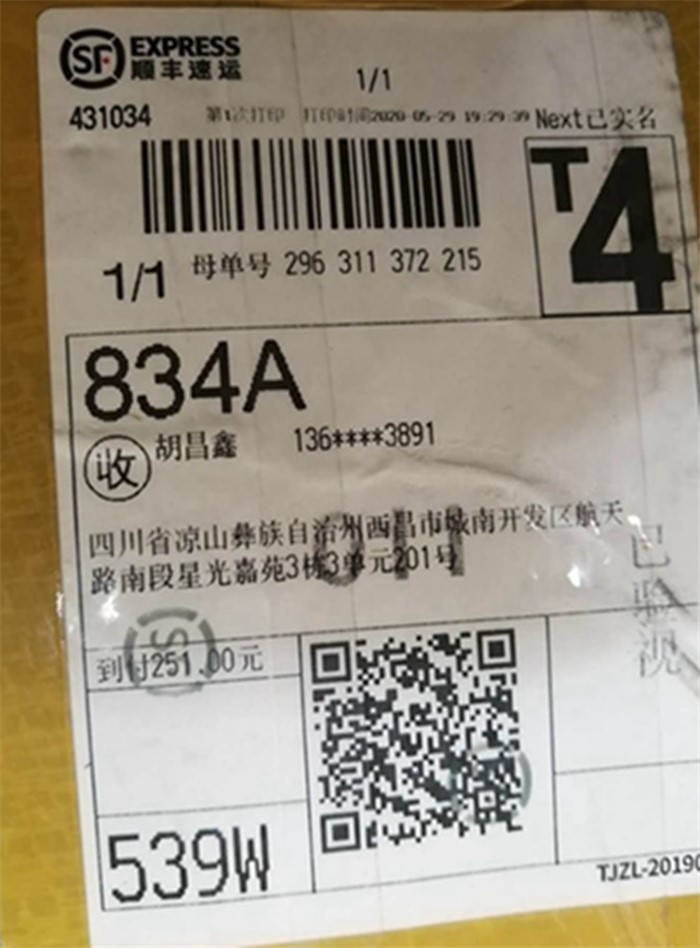 SF EXPRESS
顺丰速运
1/1
431034 第1次打印 打印时间2020-05-29 19:29:39 Next已实名
T4
1/1 母单号 296 311 372 215
834A
收 胡昌鑫 136****3891
四川省凉山彝族自治州西昌市城南开发区航天
路南段星光嘉苑3栋3单元201号
已验视
SF
到付251.00元
539W
TJZL-2019